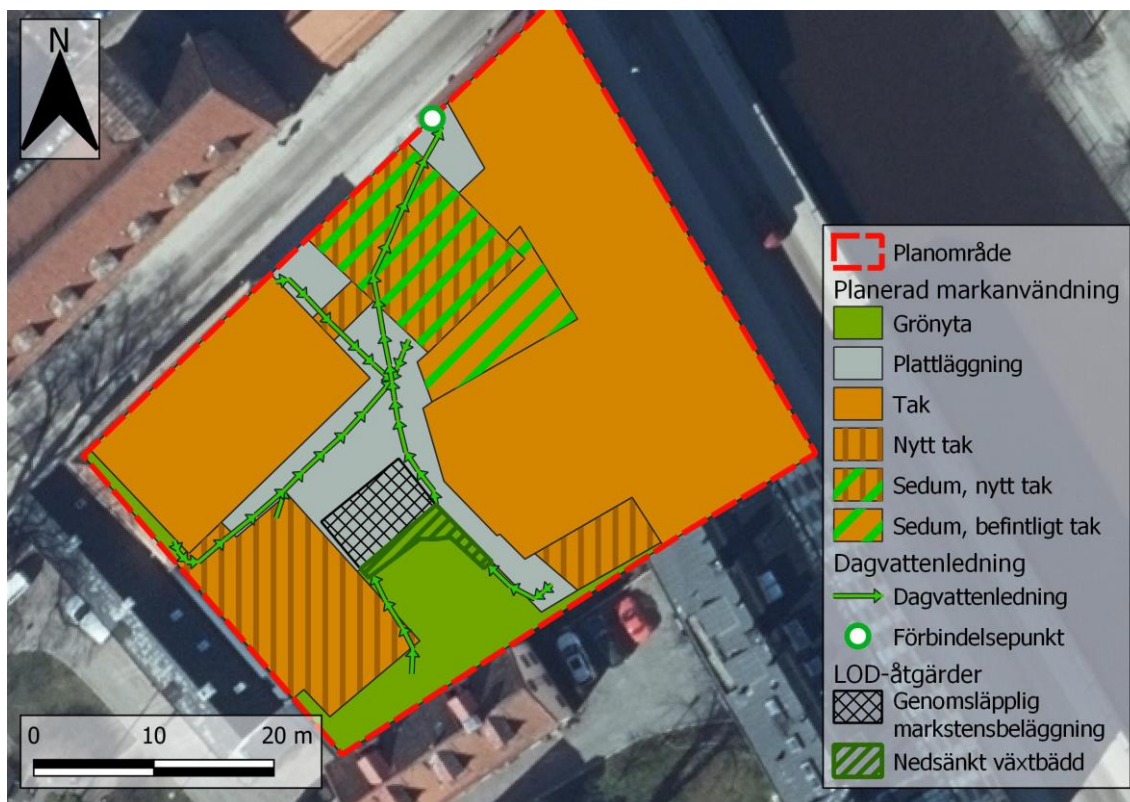 N
Planområde
Planerad markanvändning
Grönyta
Plattläggning
Tak
Nytt tak
Sedum, nytt tak
Sedum, befintligt tak
Dagvattenledning
Dagvattenledning
Förbindelsepunkt
LOD-åtgärder
Genomsläpplig
markstensbeläggning
Nedsänkt växtbädd
0 10 20 m